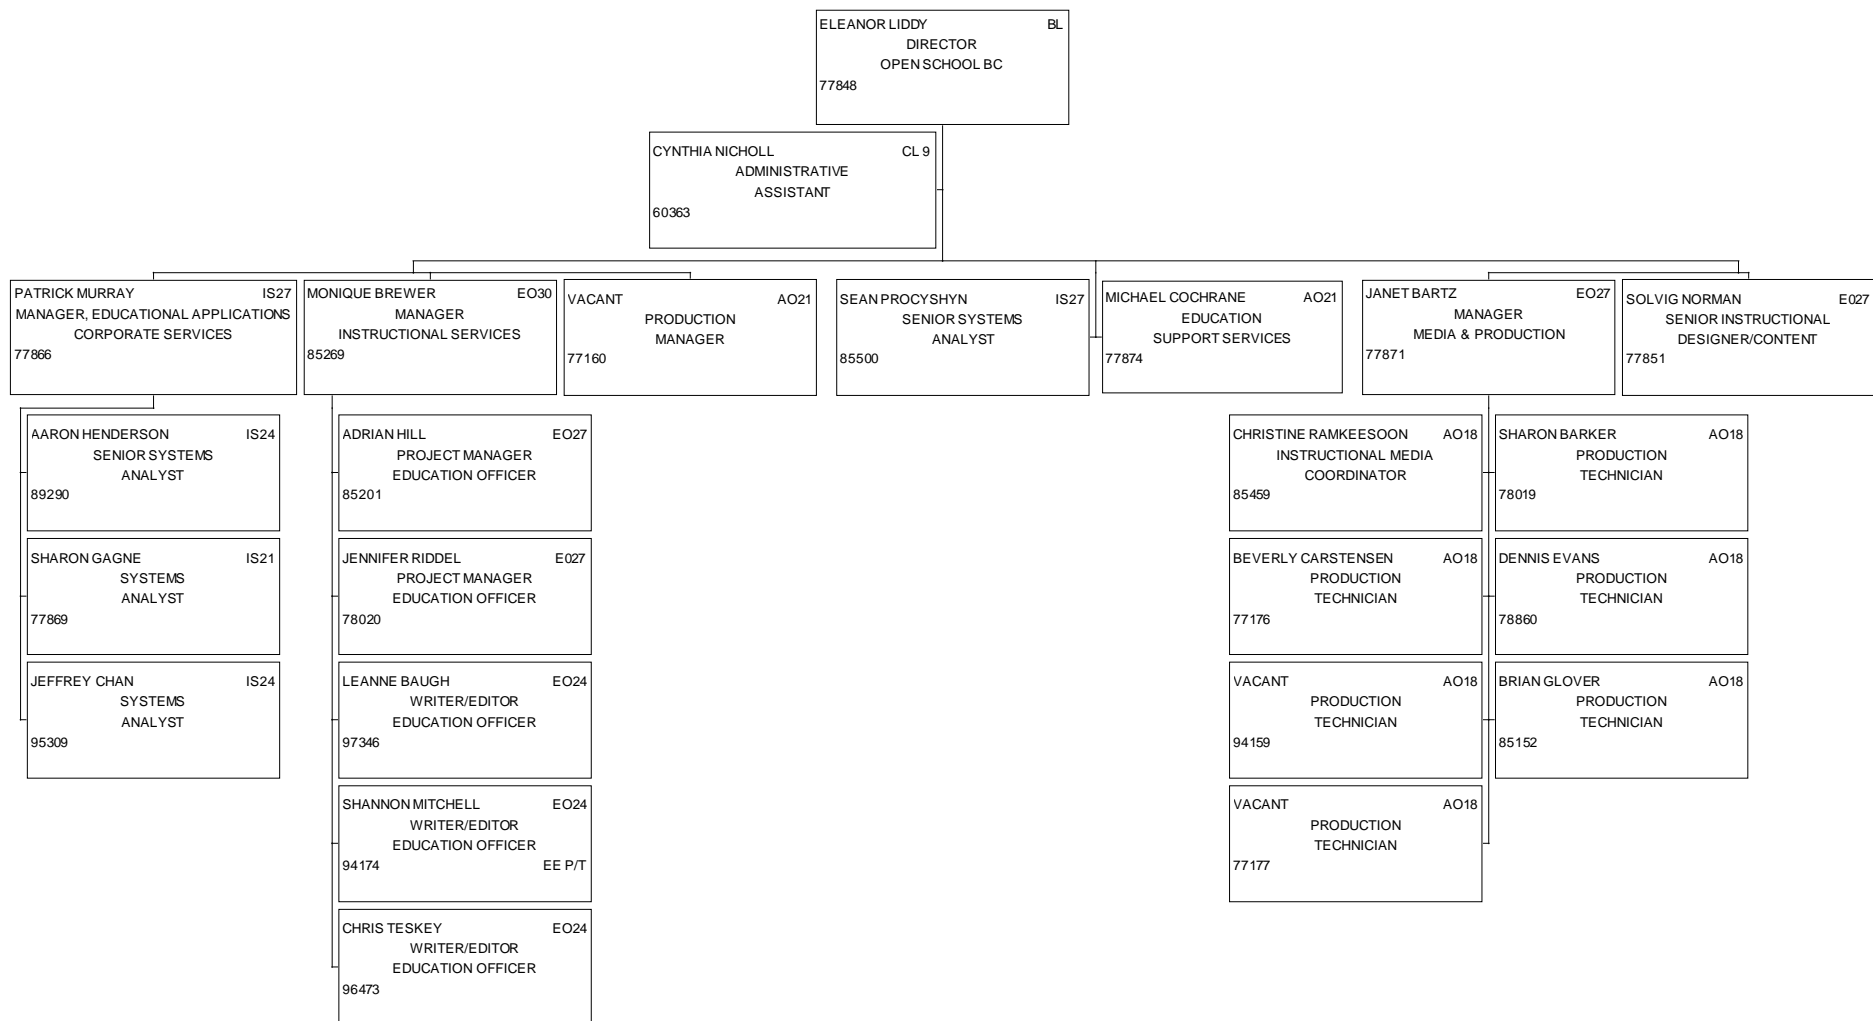 ELEANOR LIDDY BL
DIRECTOR
OPEN SCHOOL BC
77848
CYNTHIA NICHOLL CL 9
ADMINISTRATIVE
ASSISTANT
60363
PATRICK MURRAY IS27
MANAGER, EDUCATIONAL APPLICATIONS
CORPORATE SERVICES
77866
MONIQUE BREWER EO30
MANAGER
INSTRUCTIONAL SERVICES
85269
VACANT AO21
PRODUCTION
MANAGER
77160
SEAN PROCYSHYN IS27
SENIOR SYSTEMS
ANALYST
85500
MICHAEL COCHRANE AO21
EDUCATION
SUPPORT SERVICES
77874
JANET BARTZ EO27
MANAGER
MEDIA & PRODUCTION
77871
SOLVIG NORMAN E027
SENIOR INSTRUCTIONAL
DESIGNER/CONTENT
77851
AARON HENDERSON IS24
SENIOR SYSTEMS
ANALYST
89290
SHARON GAGNE IS21
SYSTEMS
ANALYST
77869
JEFFREY CHAN IS24
SYSTEMS
ANALYST
95309
ADRIAN HILL EO27
PROJECT MANAGER
EDUCATION OFFICER
85201
JENNIFER RIDDEL E027
PROJECT MANAGER
EDUCATION OFFICER
78020
LEANNE BAUGH EO24
WRITER/EDITOR
EDUCATION OFFICER
97346
SHANNON MITCHELL EO24
WRITER/EDITOR
EDUCATION OFFICER
94174 EE P/T
CHRIS TESKEY EO24
WRITER/EDITOR
EDUCATION OFFICER
96473
CHRISTINE RAMKEESOON AO18
INSTRUCTIONAL MEDIA
COORDINATOR
85459
SHARON BARKER AO18
PRODUCTION
TECHNICIAN
78019
BEVERLY CARSTENSEN AO18
PRODUCTION
TECHNICIAN
77176
DENNIS EVANS AO18
PRODUCTION
TECHNICIAN
78860
VACANT AO18
PRODUCTION
TECHNICIAN
94159
BRIAN GLOVER AO18
PRODUCTION
TECHNICIAN
85152
VACANT AO18
PRODUCTION
TECHNICIAN
77177